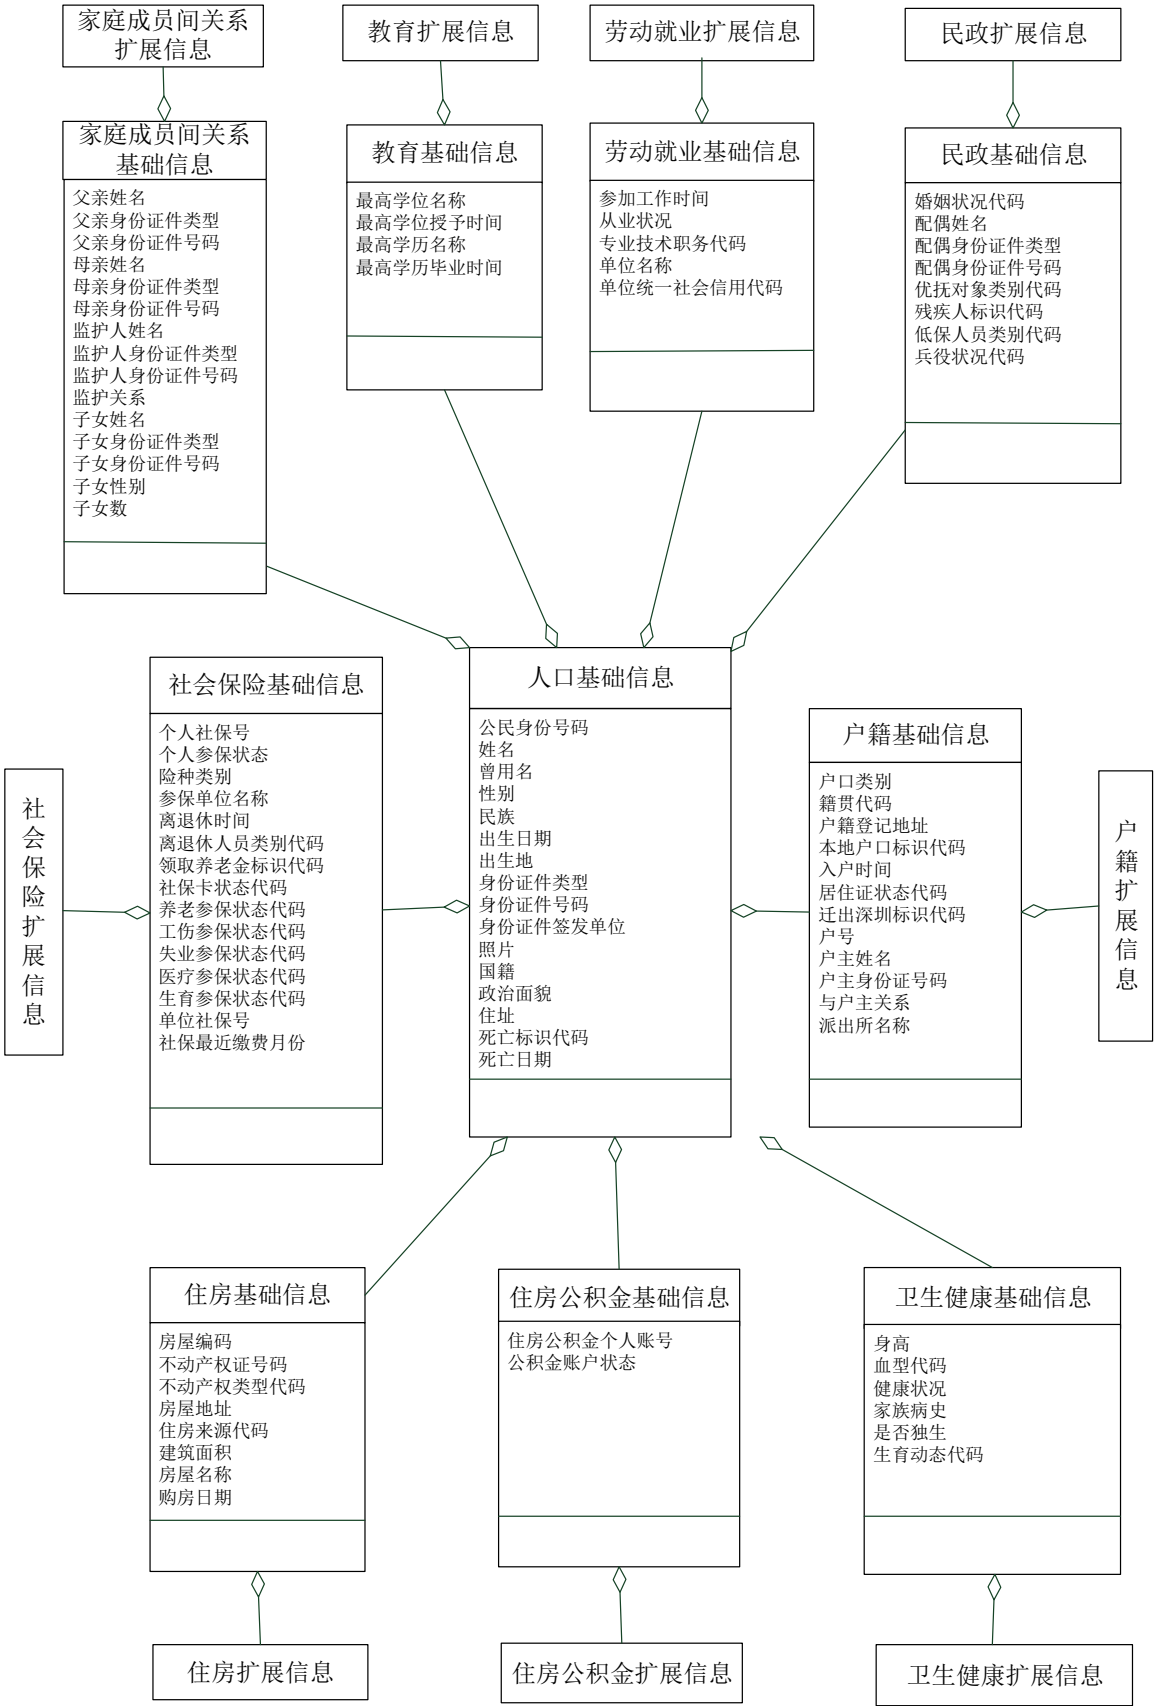 家庭成员间关系
扩展信息
教育扩展信息
劳动就业扩展信息
民政扩展信息
家庭成员间关系
基础信息
父亲姓名
父亲身份证件类型
父亲身份证件号码
母亲姓名
母亲身份证件类型
母亲身份证件号码
监护人姓名
监护人身份证件类型
监护人身份证件号码
监护关系
子女姓名
子女身份证件类型
子女身份证件号码
子女性别
子女数
教育基础信息
最高学位名称
最高学位授予时间
最高学历名称
最高学历毕业时间
劳动就业基础信息
参加工作时间
从业状况
专业技术职务代码
单位名称
单位统一社会信用代码
民政基础信息
婚姻状况代码
配偶姓名
配偶身份证件类型
配偶身份证件号码
优抚对象类别代码
残疾人标识代码
低保人员类别代码
兵役状况代码
社会保险扩展信息
社会保险基础信息
个人社保号
个人参保状态
险种类别
参保单位名称
离退休时间
离退休人员类别代码
领取养老金标识代码
社保卡状态代码
养老参保状态代码
工伤参保状态代码
失业参保状态代码
医疗参保状态代码
生育参保状态代码
单位社保号
社保最近缴费月份
人口基础信息
公民身份号码
姓名
曾用名
性别
民族
出生日期
出生地
身份证件类型
身份证件号码
身份证件签发单位
照片
国籍
政治面貌
住址
死亡标识代码
死亡日期
户籍基础信息
户口类别
籍贯代码
户籍登记地址
本地户口标识代码
入户时间
居住证状态代码
迁出深圳标识代码
户号
户主姓名
户主身份证号码
与户主关系
派出所名称
户籍扩展信息
住房基础信息
房屋编码
不动产权证号码
不动产权类型代码
房屋地址
住房来源代码
建筑面积
房屋名称
购房日期
住房公积金基础信息
住房公积金个人账号
公积金账户状态
卫生健康基础信息
身高
血型代码
健康状况
家族病史
是否独生
生育动态代码
住房扩展信息
住房公积金扩展信息
卫生健康扩展信息